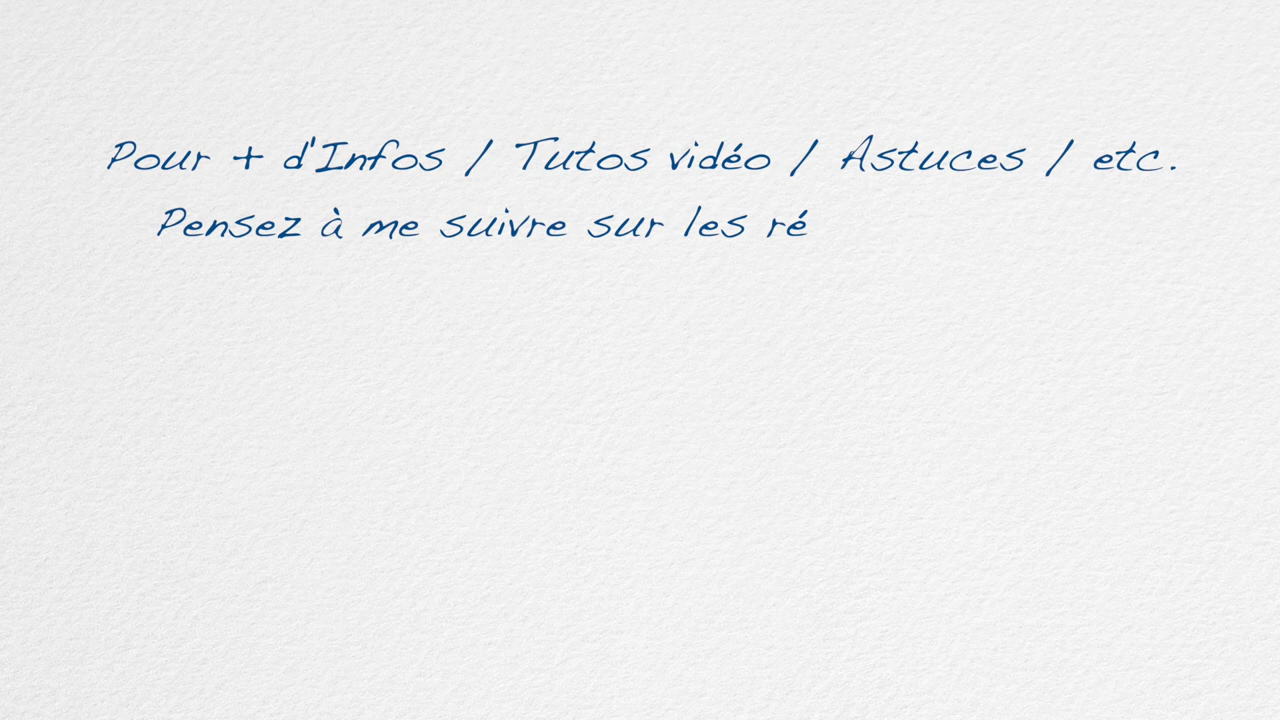 Pour + d'Infos / Tutos vidéo / Astuces / etc.
Pensez à me suivre sur les ré